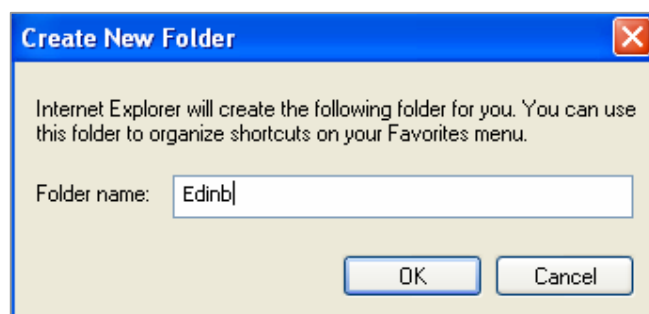 Create New Folder
Internet Explorer will create the following folder for you. You can use
this folder to organize shortcuts on your Favorites menu.
Folder name: Edinb
OK Cancel